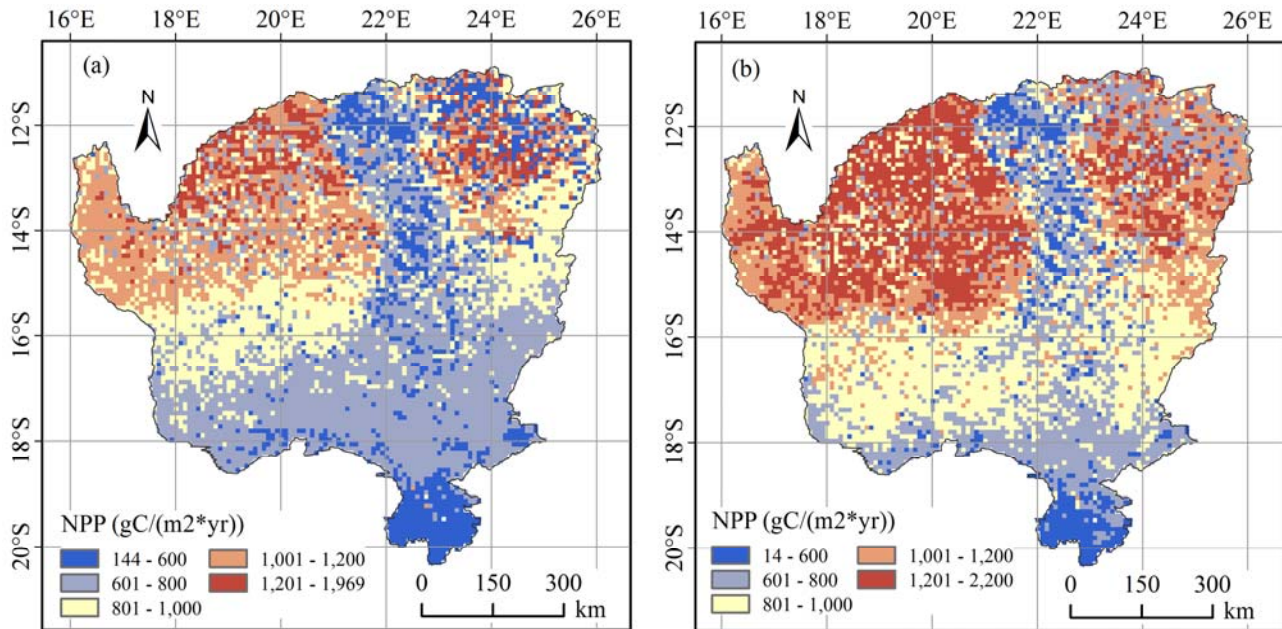 16°E 18°E 20°E 22°E 24°E 26°E
(a)
N
12°S
14°S
16°S
18°S
20°S
NPP (gC/(m2*yr))
144 - 600 1,001 - 1,200
601 - 800 1,201 - 1,969
801 - 1,000
0 150 300
km
16°E 18°E 20°E 22°E 24°E 26°E
(b)
N
12°S
14°S
16°S
18°S
20°S
NPP (gC/(m2*yr))
14 - 600 1,001 - 1,200
601 - 800 1,201 - 2,200
801 - 1,000
0 150 300
km